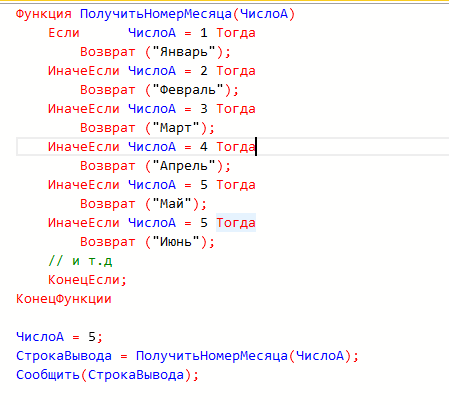 Функция ПолучитьНомерМесяца(ЧислоА)
    Если      ЧислоА = 1 Тогда
        Возврат ("Январь");
    ИначеЕсли ЧислоА = 2 Тогда
        Возврат ("Февраль");
    ИначеЕсли ЧислоА = 3 Тогда
        Возврат ("Март");
    ИначеЕсли ЧислоА = 4 Тогда
        Возврат ("Апрель");
    ИначеЕсли ЧислоА = 5 Тогда
        Возврат ("Май");
    ИначеЕсли ЧислоА = 5 Тогда
        Возврат ("Июнь");
    // и т.д
    КонецЕсли;
КонецФункции

ЧислоА = 5;
СтрокаВывода = ПолучитьНомерМесяца(ЧислоА);
Сообщить(СтрокаВывода);